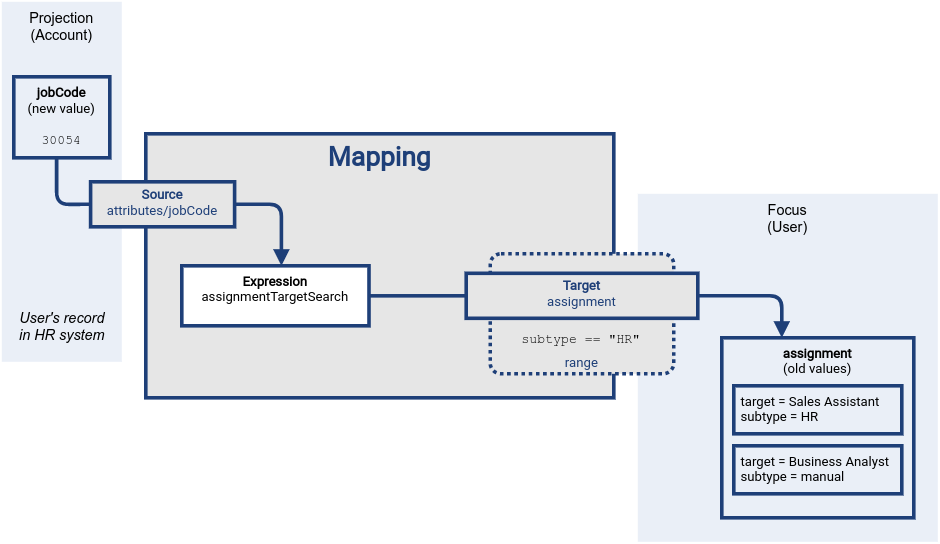 Projection
(Account)
jobCode
(new value)
30054
User's record
in HR system
Mapping
Source
attributes/jobCode
Expression
assignmentTargetSearch
Target
assignment
subtype == "HR"
range
Focus
(User)
assignment
(old values)
target = Sales Assistant
subtype = HR
target = Business Analyst
subtype = manual